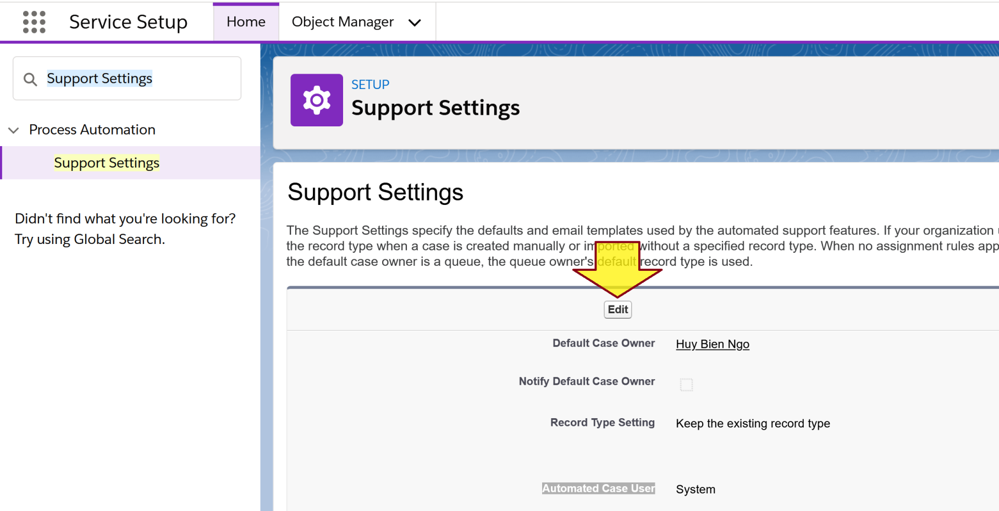 Service Setup
Home
Object Manager
Support Settings
Process Automation
Support Settings
Didn't find what you're looking for?
Try using Global Search.
SETUP
Support Settings
Support Settings
The Support Settings specify the defaults and email templates used by the automated support features. If your organization
the record type when a case is created manually or imported without a specified record type. When no assignment rules app
the default case owner is a queue, the queue owner's default record type is used.
Edit
Default Case Owner Huy Bien Ngo
Notify Default Case Owner
Record Type Setting Keep the existing record type
Automated Case User System